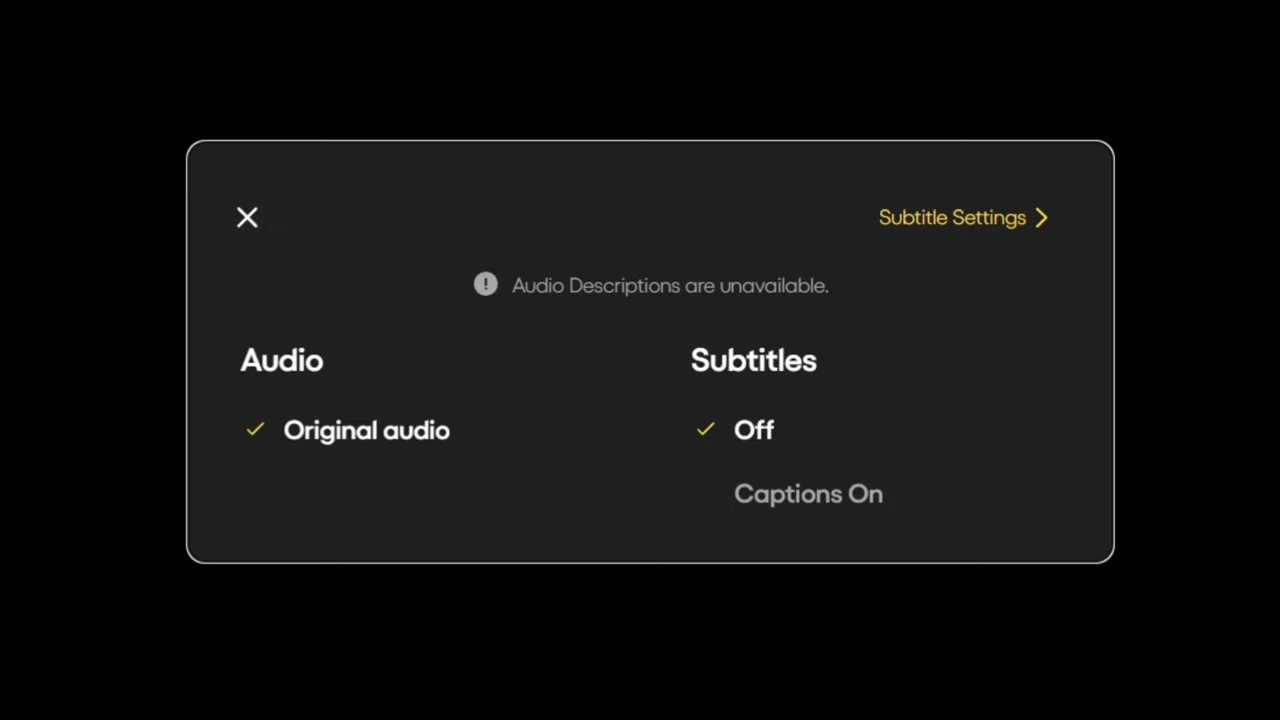 Subtitle Settings
Audio Descriptions are unavailable.
Audio
Original audio
Subtitles
Off
Captions On